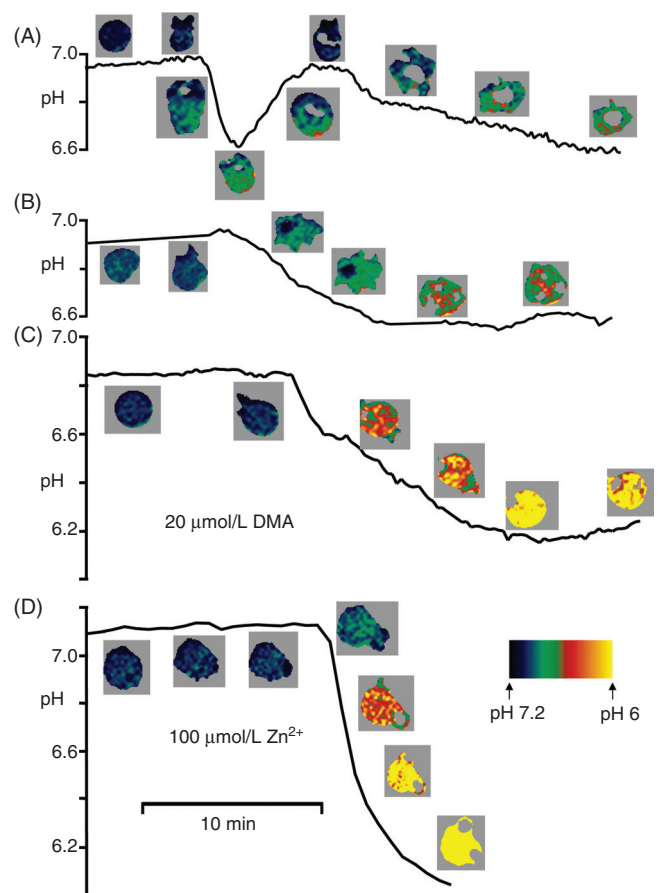 (A)
7.0
pH
6.6
(B)
7.0
pH
6.6
(C)
7.0
6.6
pH
6.2
20 μmol/L DMA
(D)
7.0
pH
pH 7.2 pH 6
100 μmol/L Zn²⁺
6.6
10 min
6.2